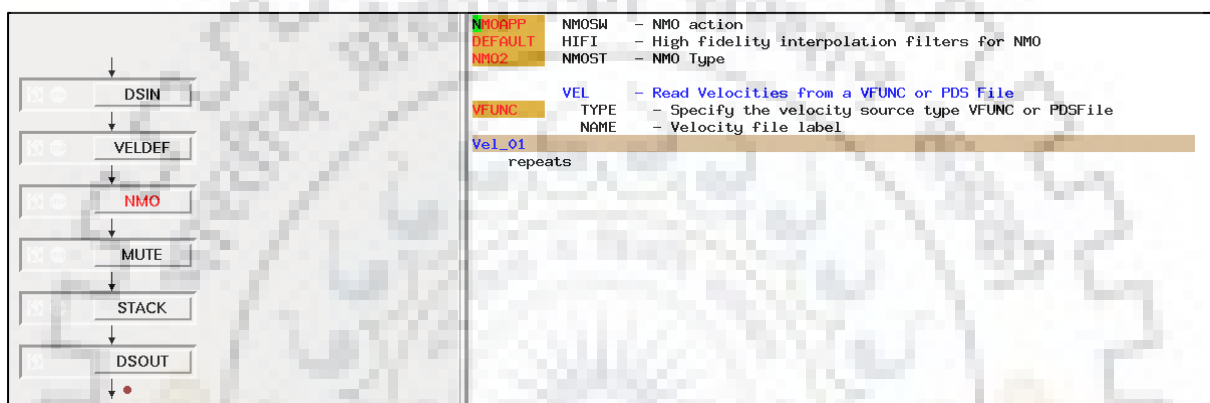 DSIN
VELDEF
NMO
MUTE
STACK
DSOUT
NMOAPP NMOSW - NMO action
DEFAULT HIFI - High fidelity interpolation filters for NMO
NMO2 NMOST - NMO Type
VEL - Read Velocities from a VFUNC or PDS File
VFUNC TYPE - Specify the velocity source type VFUNC or PDSFile
NAME - Velocity file label
Vel_01
repeats